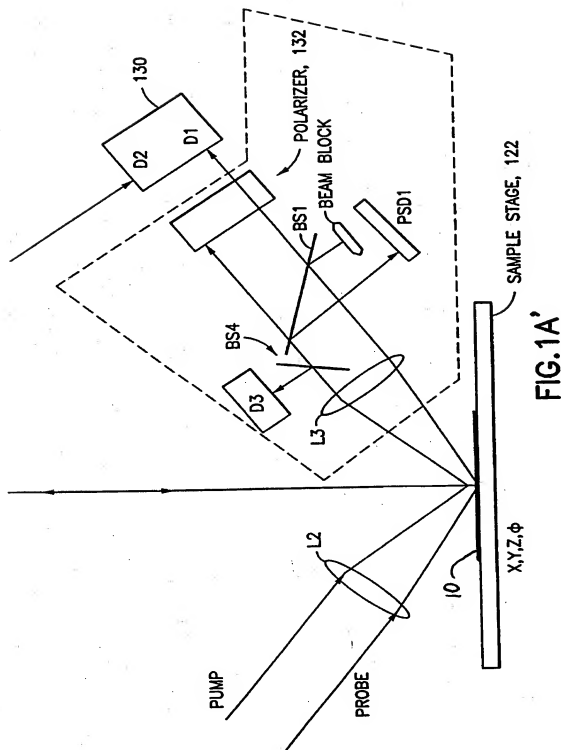 130
D2
D1
POLARIZER, 132
BS1
BEAM BLOCK
PSD1
BS4
D3
L3
L2
PUMP
PROBE
10
X,Y,Z,ϕ
SAMPLE STAGE, 122
FIG.1A'